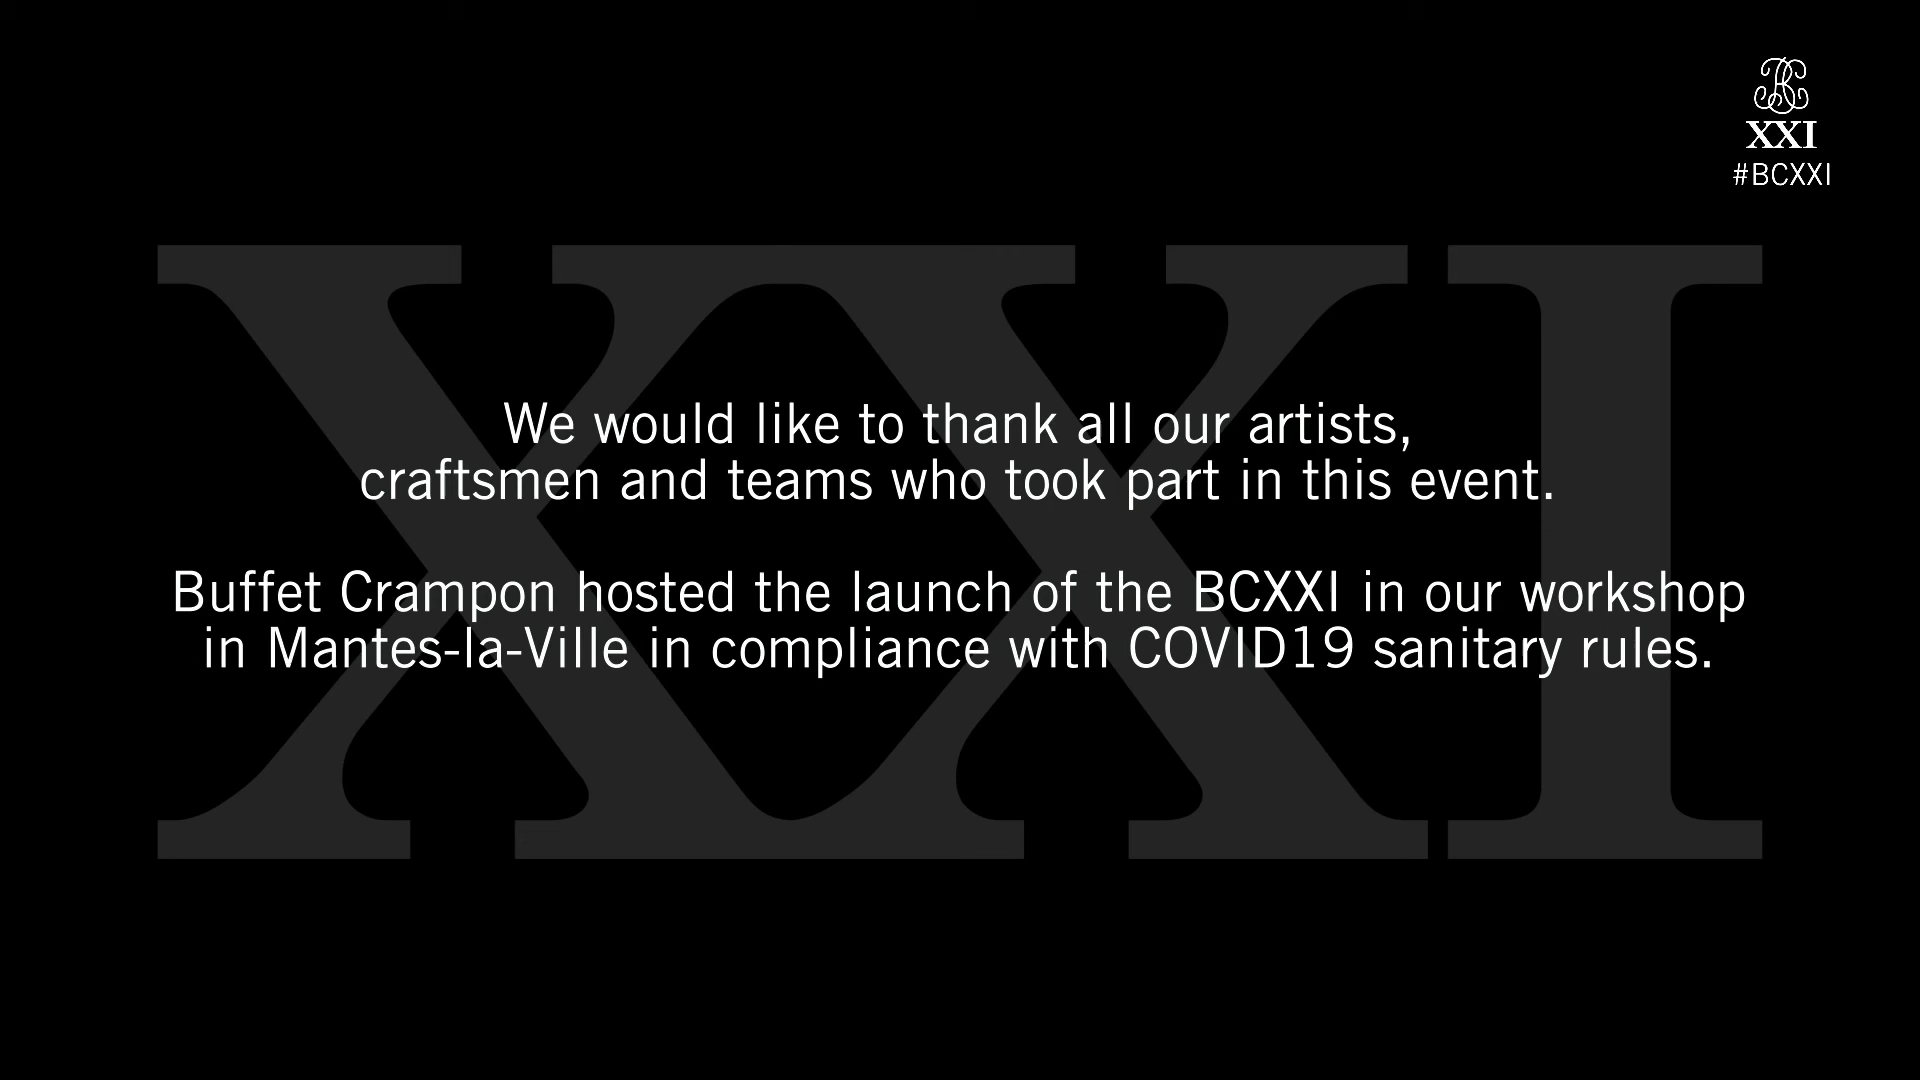 BC
XXI
#BCXXI
XXI
We would like to thank all our artists,
craftsmen and teams who took part in this event.
Buffet Crampon hosted the launch of the BCXXI in our workshop
in Mantes-la-Ville in compliance with COVID19 sanitary rules.